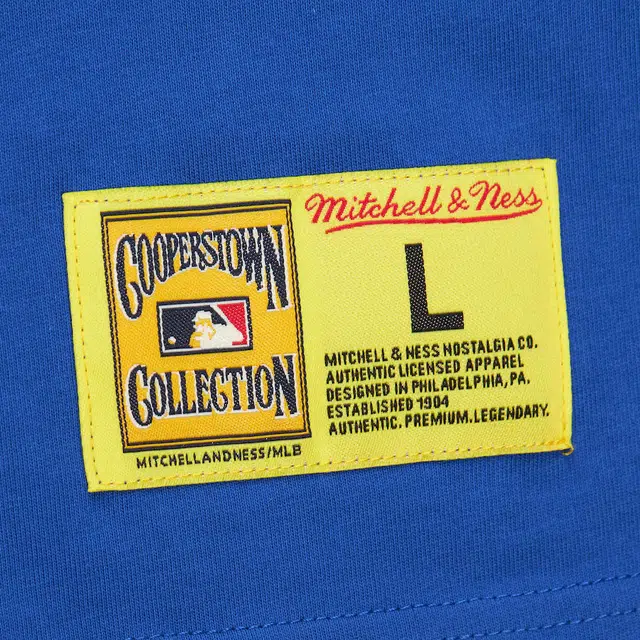 COOPERSTOWN
COLLECTION
MITCHELLANDNESS/MLB
Mitchell & Ness
L
MITCHELL & NESS NOSTALGIA CO.
AUTHENTIC LICENSED APPAREL
DESIGNED IN PHILADELPHIA, PA.
ESTABLISHED 1904
AUTHENTIC. PREMIUM. LEGENDARY.